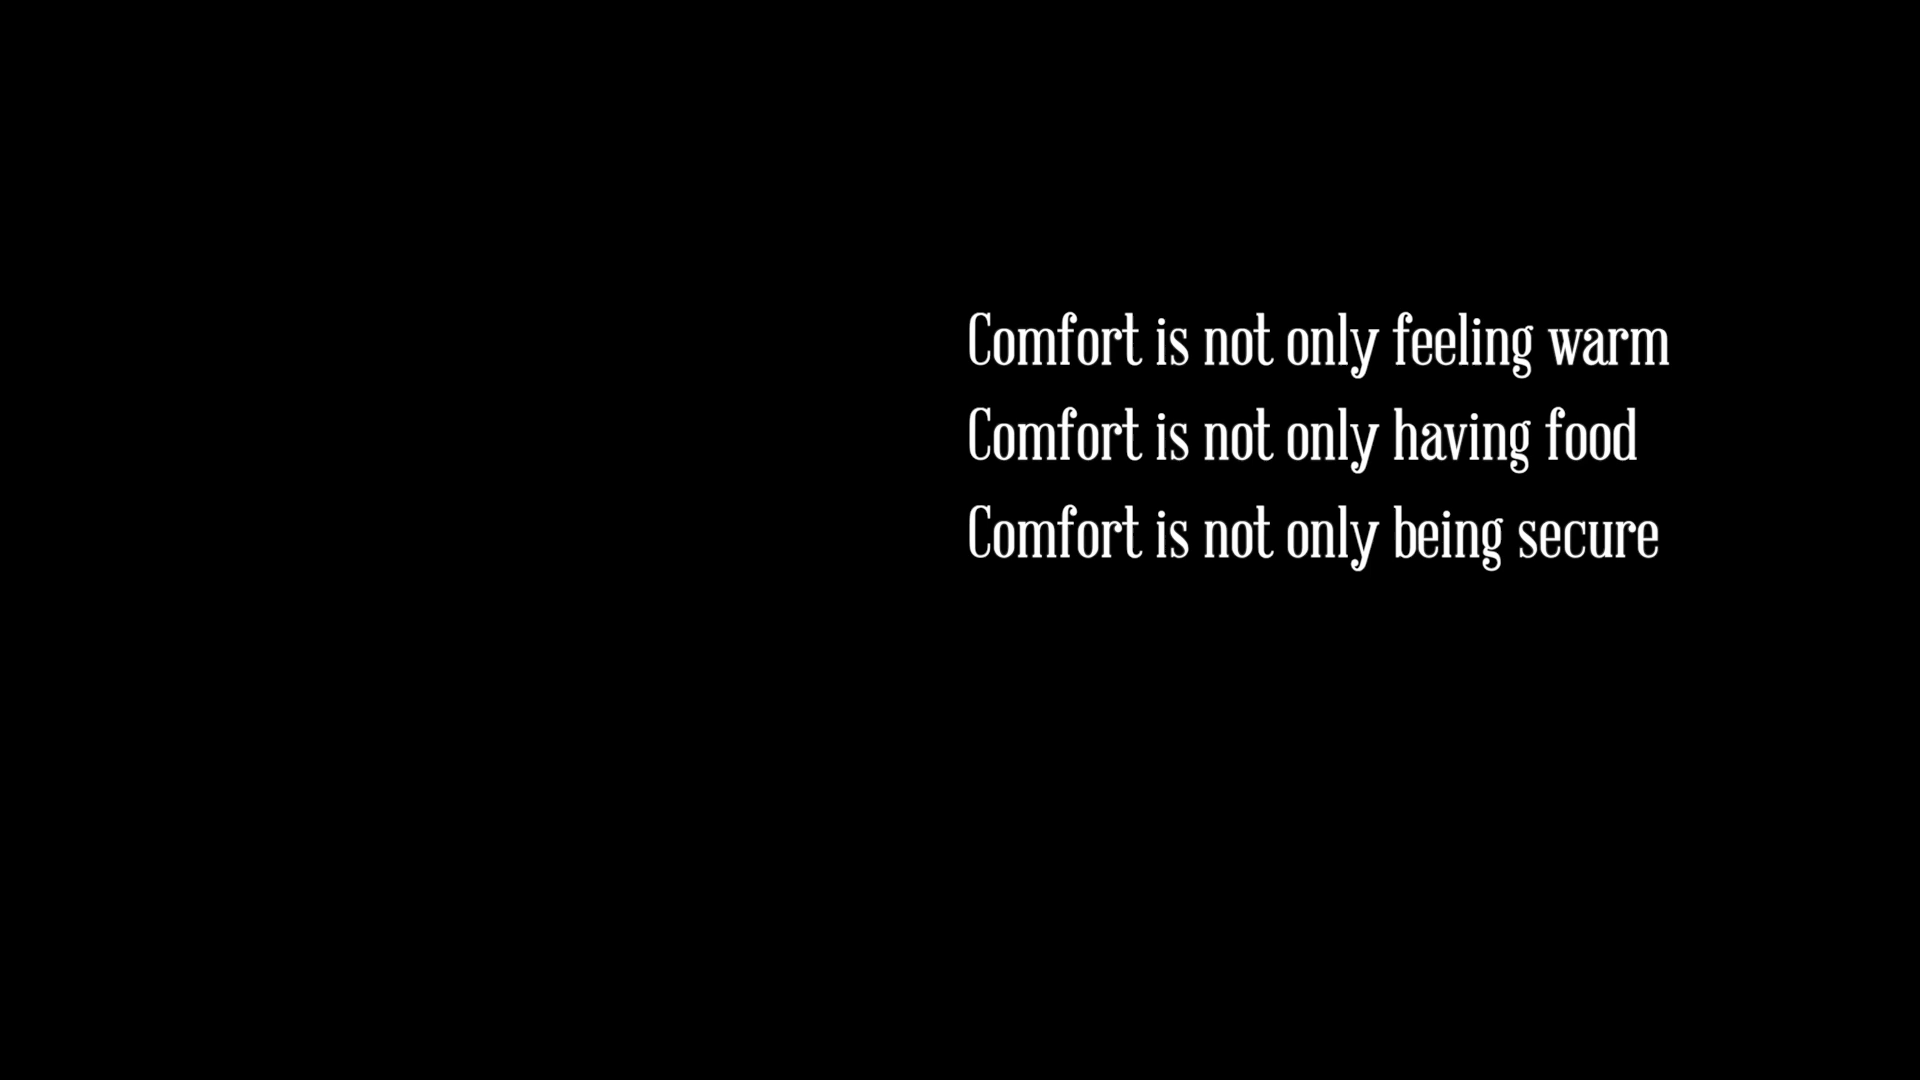 Comfort is not only feeling warm
Comfort is not only having food
Comfort is not only being secure